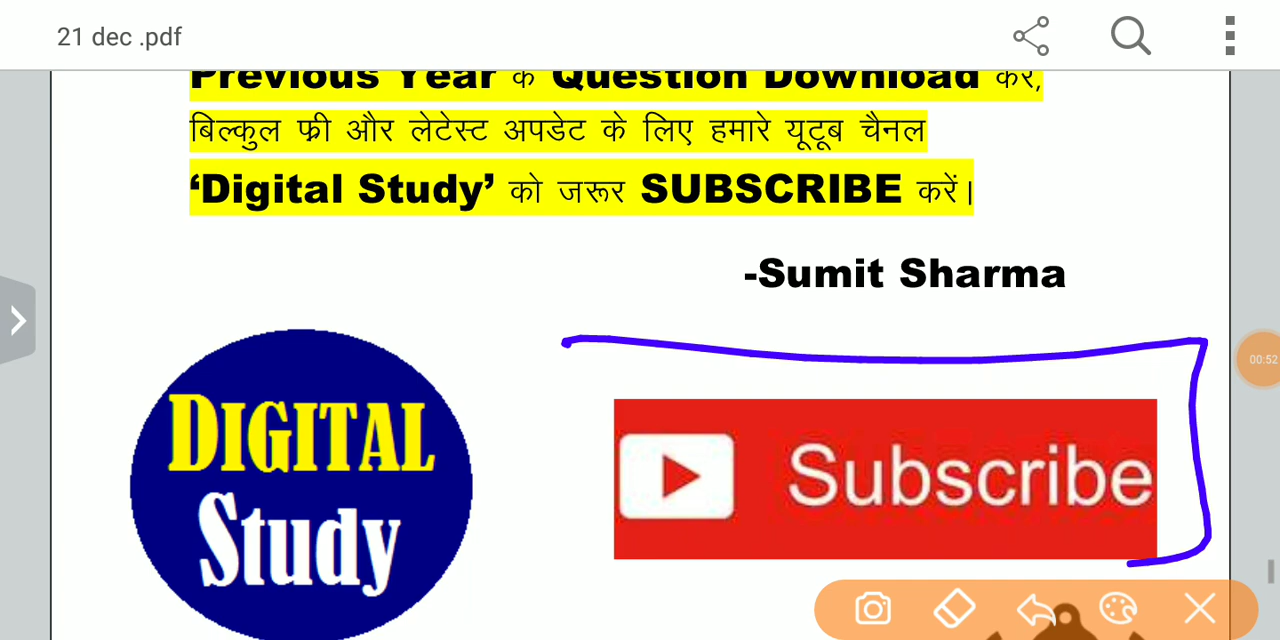 21 dec .pdf
Previous Year के Question Download करें,
बिल्कुल फ्री और लेटेस्ट अपडेट के लिए हमारे यूटूब चैनल
‘Digital Study’ को जरूर SUBSCRIBE करें।
-Sumit Sharma
DIGITAL
Study
Subscribe
00:52